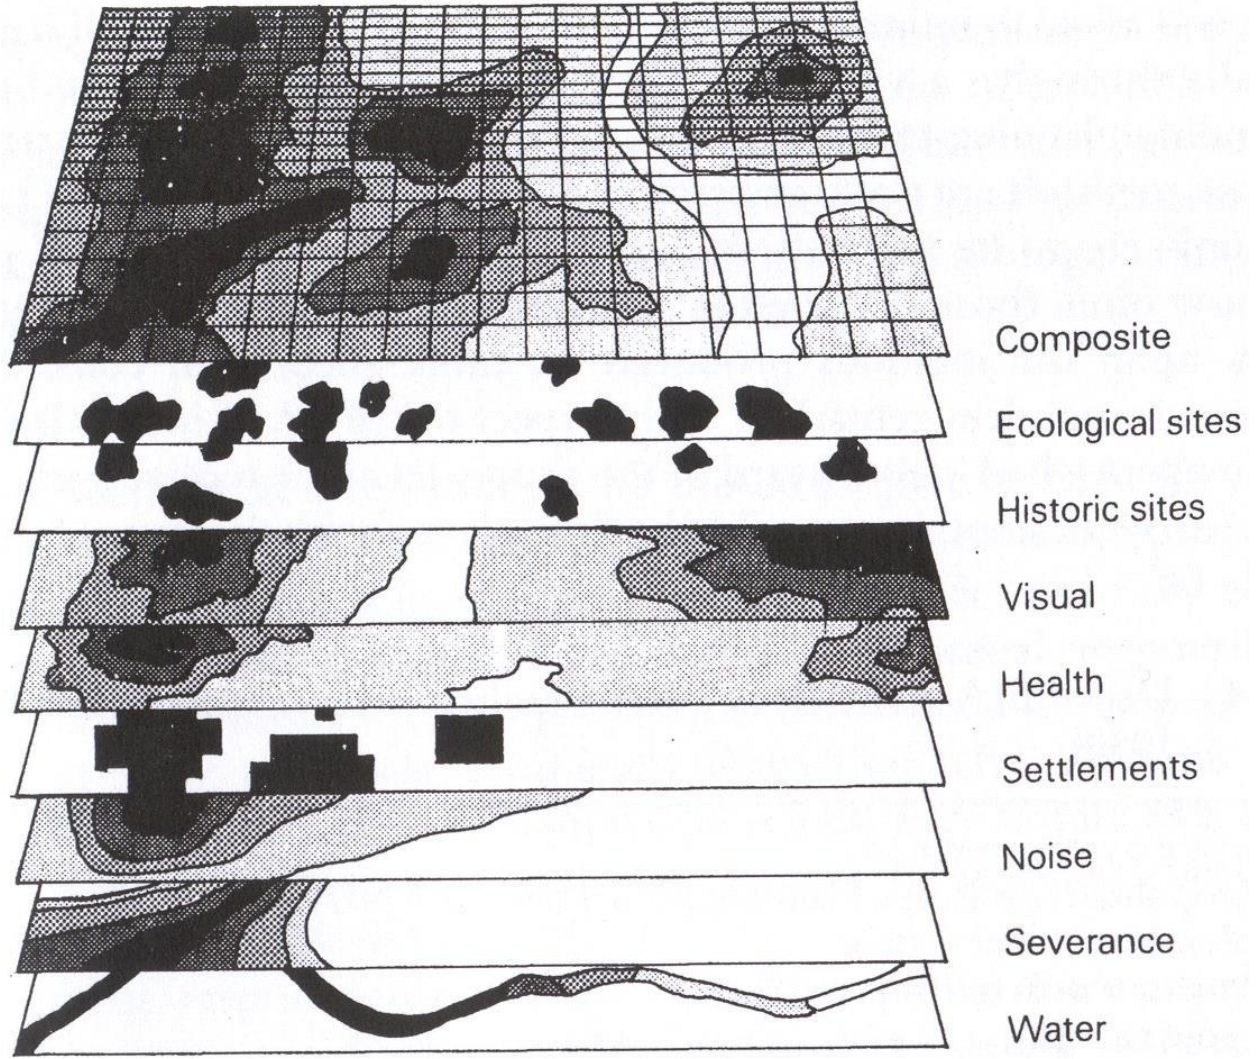 Composite
Ecological sites
Historic sites
Visual
Health
Settlements
Noise
Severance
Water